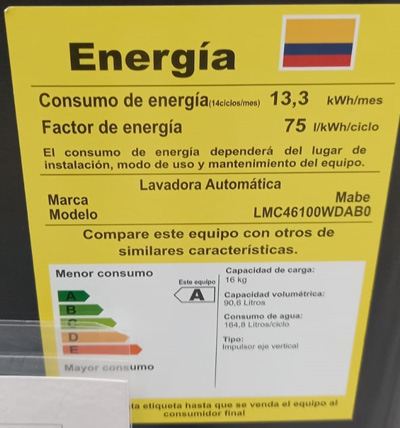 Energía
Consumo de energía(14ciclos/mes) 13,3 kWh/mes
Factor de energía 75 l/kWh/ciclo
El consumo de energía dependerá del lugar de
instalación, modo de uso y mantenimiento del equipo.
Lavadora Automática
Marca Mabe
Modelo LMC46100WDAB0
Compare este equipo con otros de
similares características.
Menor consumo
Este equipo
A
A
B
C
D
E
Mayor consumo
Capacidad de carga:
16 kg
Capacidad volumétrica:
90,6 Litros
Consumo de agua:
164,8 Litros/ciclo
Tipo:
Impulsor eje vertical
ta etiqueta hasta que se venda el equipo al
consumidor final